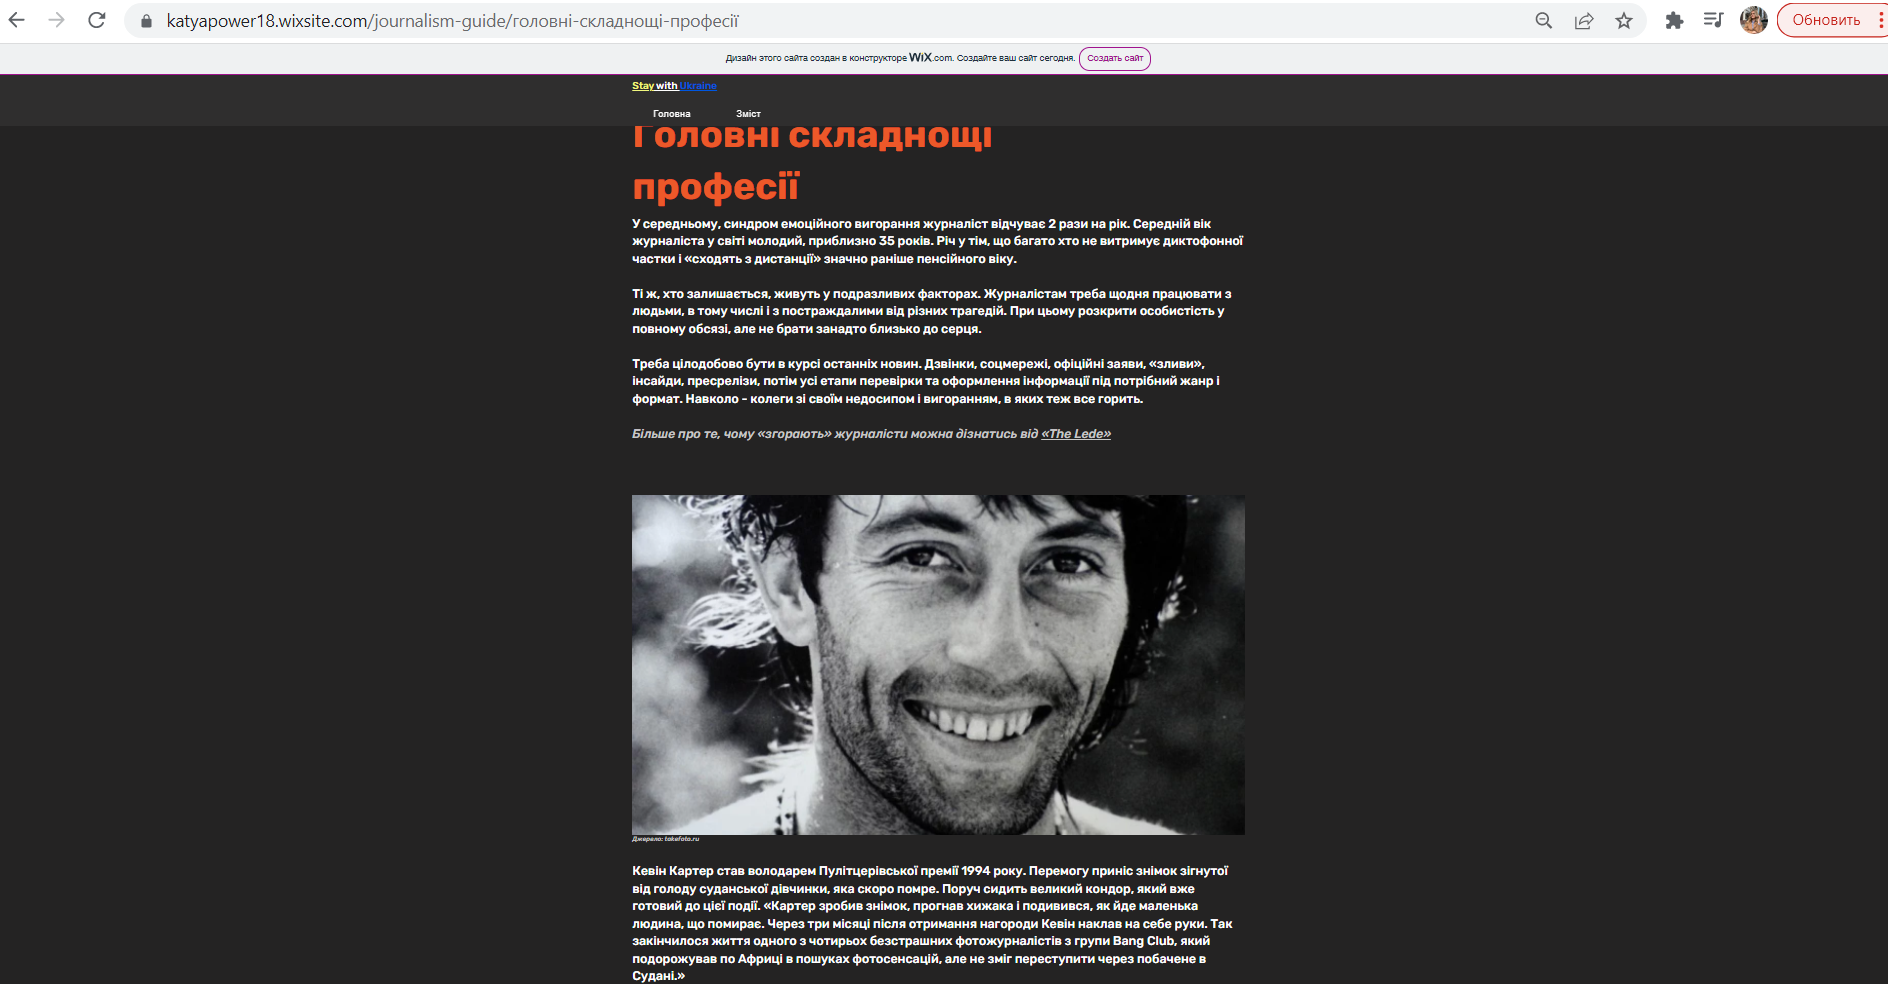 katyapower18.wixsite.com/journalism-guide/головні-складнощі-професії
Обновить
Дизайн этого сайта создан в конструкторе WiX.com. Создайте ваш сайт сегодня. Создать сайт
Stay with Ukraine
Головна Зміст
Головні складнощі
професії
У середньому, синдром емоційного вигорання журналіст відчуває 2 рази на рік. Середній вік
журналіста у світі молодий, приблизно 35 років. Річ у тім, що багато хто не витримує диктофонної
частки і «сходять з дистанції» значно раніше пенсійного віку.
Ті ж, хто залишається, живуть у подразливих факторах. Журналістам треба щодня працювати з
людьми, в тому числі і з постраждалими від різних трагедій. При цьому розкрити особистість у
повному обсязі, але не брати занадто близько до серця.
Треба цілодобово бути в курсі останніх новин. Дзвінки, соцмережі, офіційні заяви, «зливи»,
інсайди, пресрелізи, потім усі етапи перевірки та оформлення інформації під потрібний жанр і
формат. Навколо - колеги зі своїм недосипом і вигоранням, в яких теж все горить.
Більше про те, чому «згорають» журналісти можна дізнатись від «The Lede»
Джерело: takefoto.ru
Кевін Картер став володарем Пулітцерівської премії 1994 року. Перемогу приніс знімок зігнутої
від голоду суданської дівчинки, яка скоро помре. Поруч сидить великий кондор, який вже
готовий до цієї події. «Картер зробив знімок, прогнав хижака і подивився, як йде маленька
людина, що помирає. Через три місяці після отримання нагороди Кевін наклав на себе руки. Так
закінчилося життя одного з чотирьох безстрашних фотожурналістів з групи Bang Club, який
подорожував по Африці в пошуках фотосенсацій, але не зміг переступити через побачене в
Судані.»